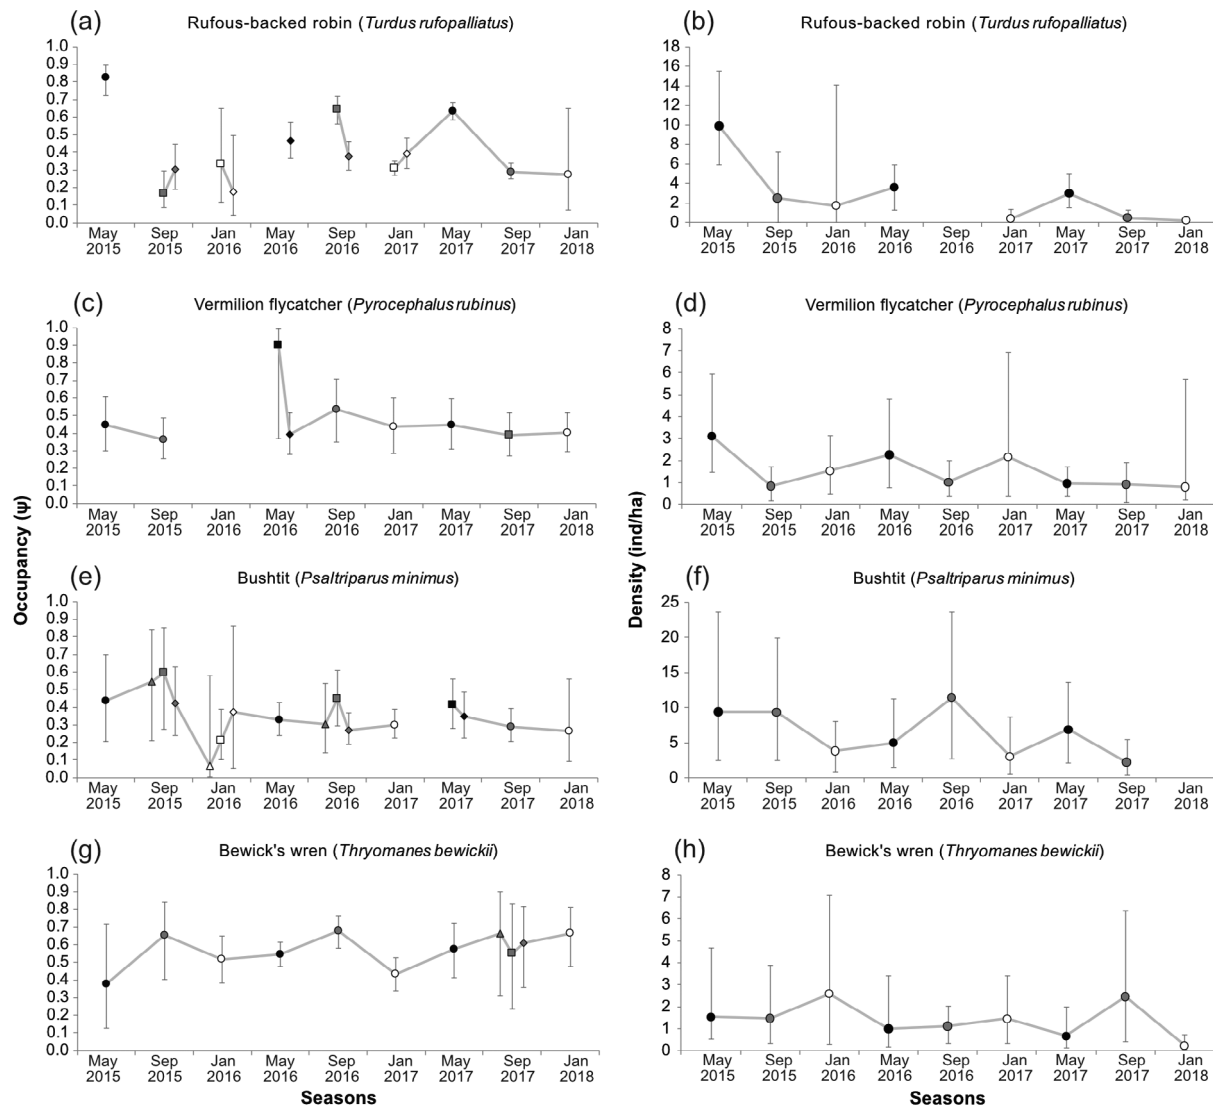 (a) Rufous-backed robin (Turdus rufopalliatus)
1.0
0.9
0.8
0.7
0.6
0.5
0.4
0.3
0.2
0.1
0.0
May Sep Jan May Sep Jan May Sep Jan
2015 2015 2016 2016 2016 2017 2017 2017 2018
(b) Rufous-backed robin (Turdus rufopalliatus)
18
16
14
12
10
8
6
4
2
0
May Sep Jan May Sep Jan May Sep Jan
2015 2015 2016 2016 2016 2017 2017 2017 2018
(c) Vermilion flycatcher (Pyrocephalus rubinus)
1.0
0.9
0.8
0.7
0.6
0.5
0.4
0.3
0.2
0.1
0.0
May Sep Jan May Sep Jan May Sep Jan
2015 2015 2016 2016 2016 2017 2017 2017 2018
(d) Vermilion flycatcher (Pyrocephalus rubinus)
8
7
6
5
4
3
2
1
0
May Sep Jan May Sep Jan May Sep Jan
2015 2015 2016 2016 2016 2017 2017 2017 2018
Occupancy (ψ)
Density (ind/ha)
(e) Bushtit (Psaltriparus minimus)
1.0
0.9
0.8
0.7
0.6
0.5
0.4
0.3
0.2
0.1
0.0
May Sep Jan May Sep Jan May Sep Jan
2015 2015 2016 2016 2016 2017 2017 2017 2018
(f) Bushtit (Psaltriparus minimus)
25
20
15
10
5
0
May Sep Jan May Sep Jan May Sep Jan
2015 2015 2016 2016 2016 2017 2017 2017 2018
(g) Bewick's wren (Thryomanes bewickii)
1.0
0.9
0.8
0.7
0.6
0.5
0.4
0.3
0.2
0.1
0.0
May Sep Jan May Sep Jan May Sep Jan
2015 2015 2016 2016 2016 2017 2017 2017 2018
Seasons
(h) Bewick's wren (Thryomanes bewickii)
8
7
6
5
4
3
2
1
0
May Sep Jan May Sep Jan May Sep Jan
2015 2015 2016 2016 2016 2017 2017 2017 2018
Seasons